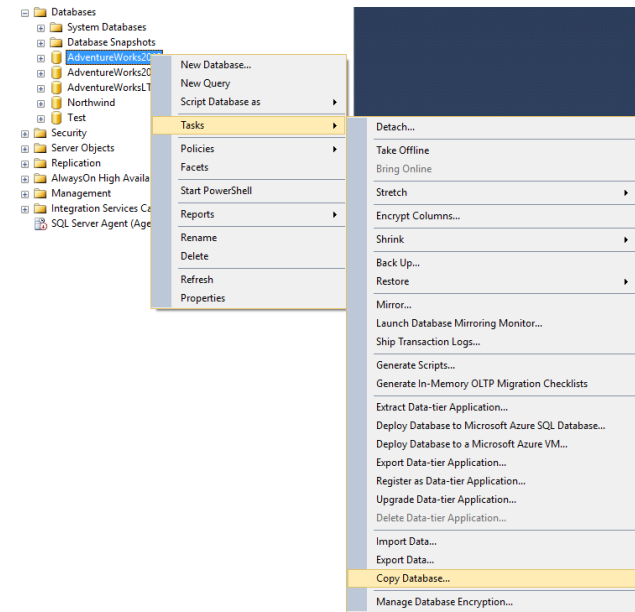 Databases
System Databases
Database Snapshots
AdventureWorks20
AdventureWorks20
AdventureWorksLT
Northwind
Test
Security
Server Objects
Replication
AlwaysOn High Availa
Management
Integration Services Ca
SQL Server Agent (Age
New Database...
New Query
Script Database as
Tasks
Policies
Facets
Start PowerShell
Reports
Rename
Delete
Refresh
Properties
Detach...
Take Offline
Bring Online
Stretch
Encrypt Columns...
Shrink
Back Up...
Restore
Mirror...
Launch Database Mirroring Monitor...
Ship Transaction Logs...
Generate Scripts...
Generate In-Memory OLTP Migration Checklists
Extract Data-tier Application...
Deploy Database to Microsoft Azure SQL Database...
Deploy Database to a Microsoft Azure VM...
Export Data-tier Application...
Register as Data-tier Application...
Upgrade Data-tier Application...
Delete Data-tier Application...
Import Data...
Export Data...
Copy Database...
Manage Database Encryption...